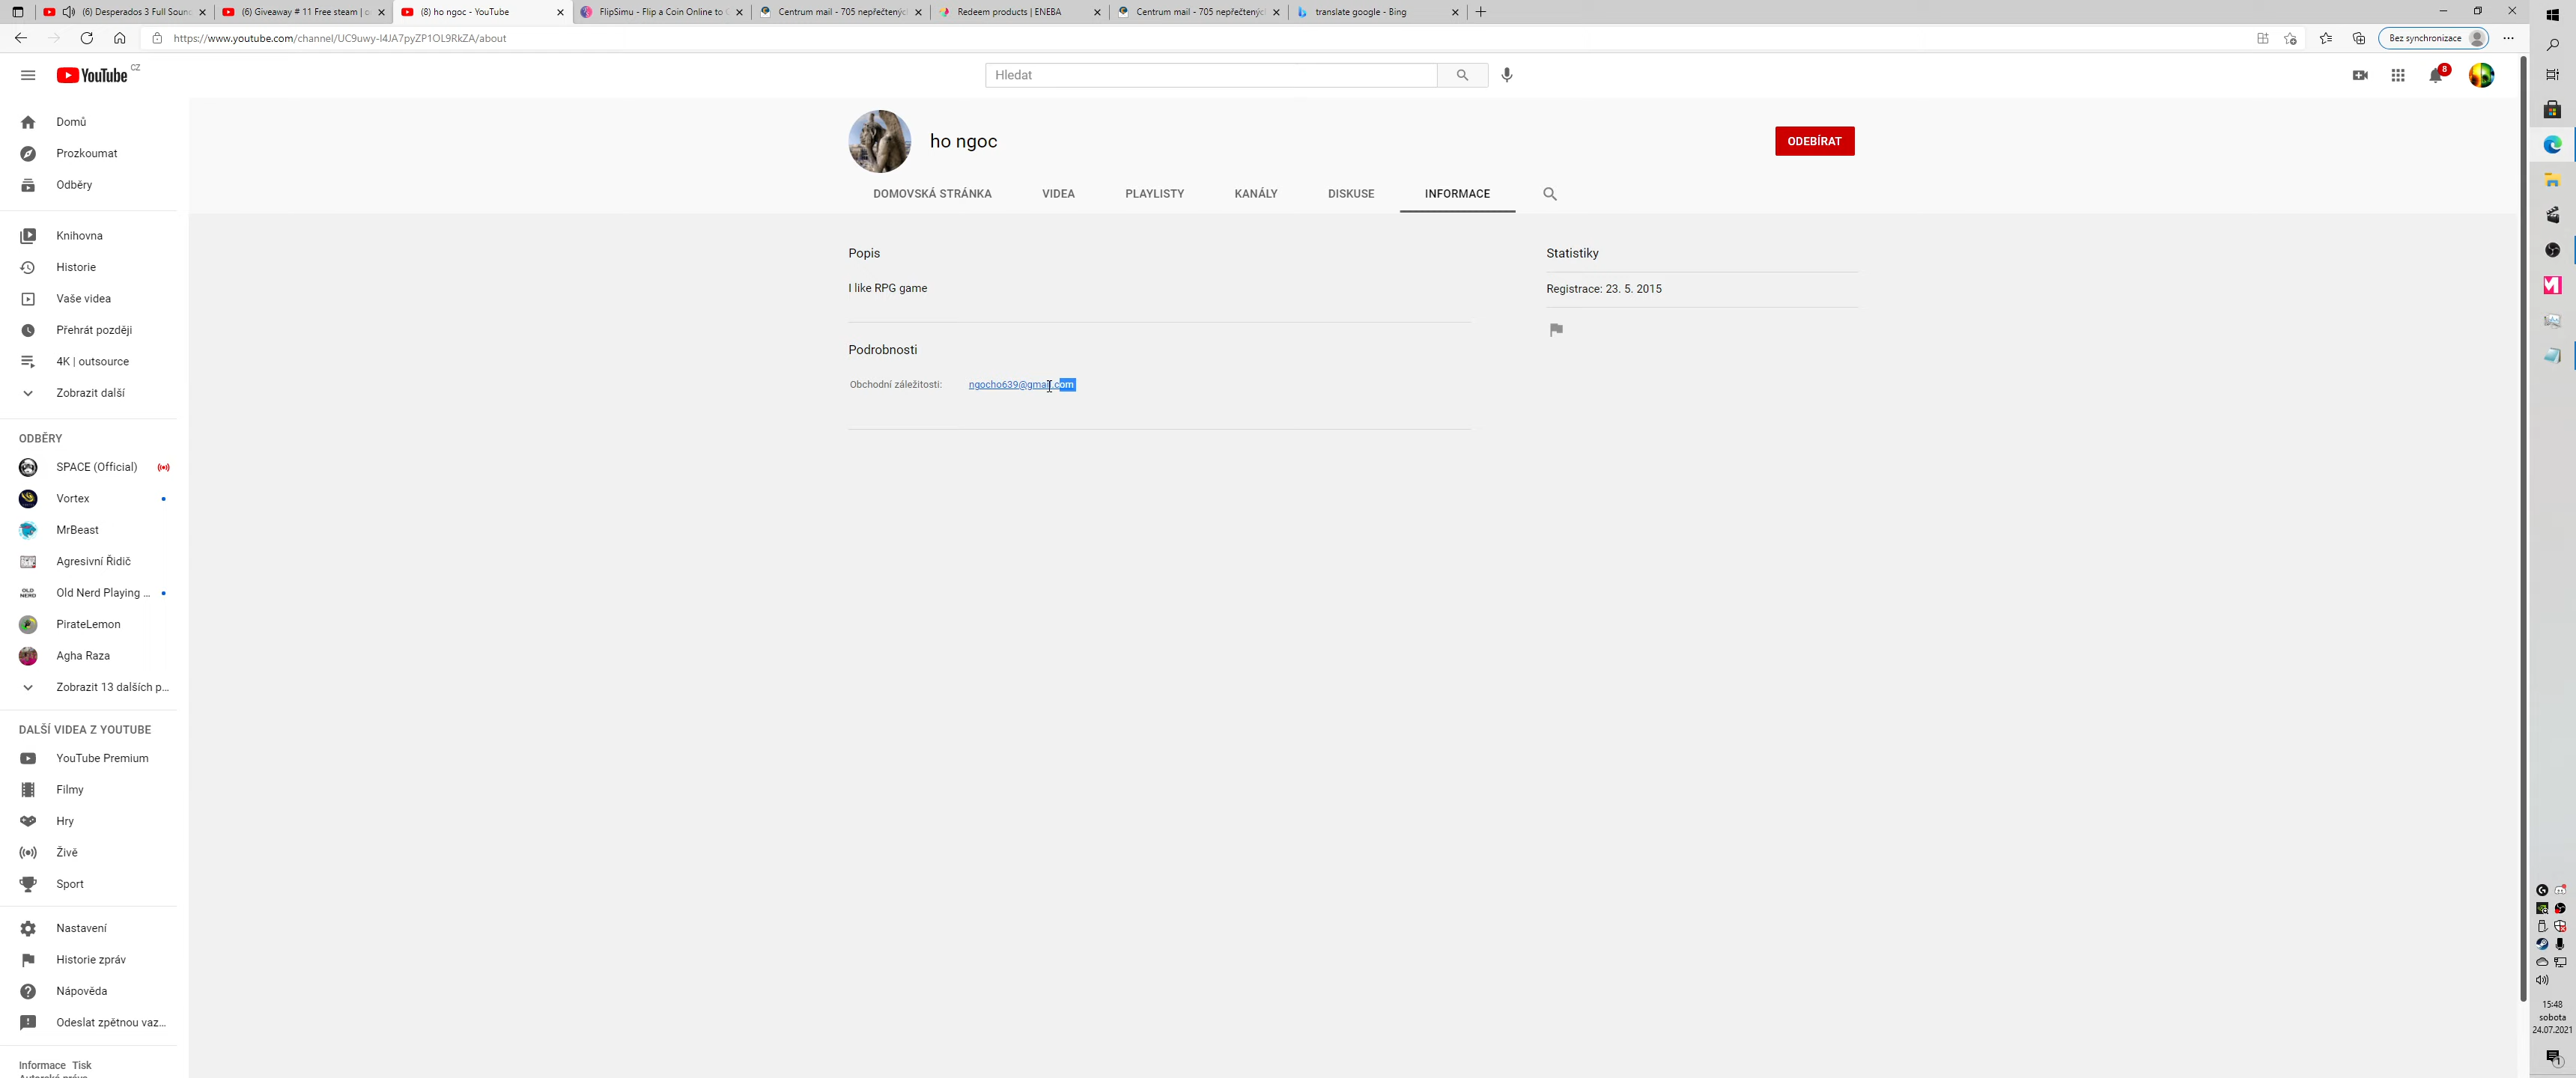 (6) Desperados 3 Full Soun
(6) Giveaway # 11 Free steam | c
(8) ho ngoc - YouTube
FlipSimu - Flip a Coin Online to
Centrum mail - 705 nepřečtenýc
Redeem products | ENEBA
Centrum mail - 705 nepřečtenýc
translate google - Bing
https://www.youtube.com/channel/UC9uwy-I4JA7pyZP1OL9RkZA/about
Bez synchronizace
YouTube CZ
Hledat
8
Domů
Prozkoumat
Odběry
Knihovna
Historie
Vaše videa
Přehrát později
4K | outsource
Zobrazit další
ODBĚRY
SPACE (Official)
Vortex
MrBeast
Agresivní Řidič
Old Nerd Playing ...
PirateLemon
Agha Raza
Zobrazit 13 dalších p...
DALŠÍ VIDEA Z YOUTUBE
YouTube Premium
Filmy
Hry
Živě
Sport
Nastavení
Historie zpráv
Nápověda
Odeslat zpětnou vaz...
Informace Tisk
ho ngoc
ODEBÍRAT
DOMOVSKÁ STRÁNKA
VIDEA
PLAYLISTY
KANÁLY
DISKUSE
INFORMACE
Popis
I like RPG game
Podrobnosti
Obchodní záležitosti: ngocho639@gmail.com
Statistiky
Registrace: 23. 5. 2015
15:48
sobota
24.07.2021
1